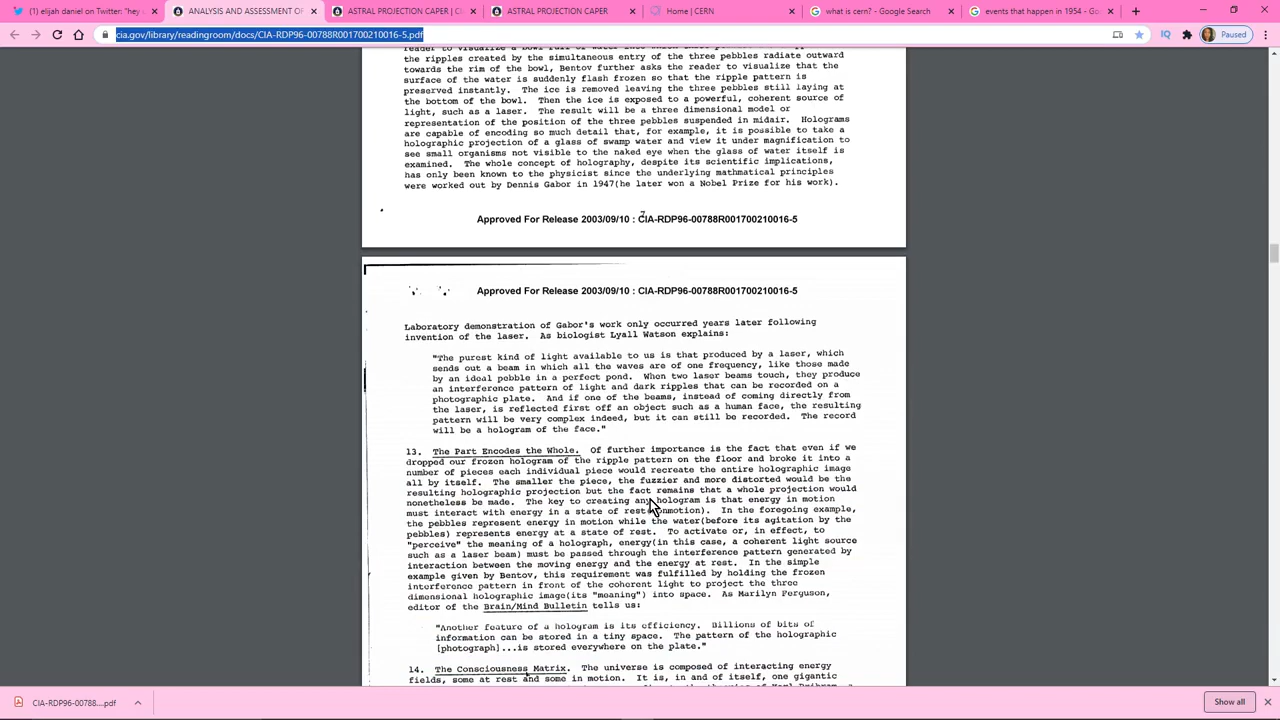 (1) elijah daniel on Twitter: "hey
ANALYSIS AND ASSESSMENT OF
ASTRAL PROJECTION CAPER | C
ASTRAL PROJECTION CAPER
Home | CERN
what is cern? - Google Search
events that happen in 1954 - Goo
cia.gov/library/readingroom/docs/CIA-RDP96-00788R001700210016-5.pdf
Paused
the ripples created by the simultaneous entry of the three pebbles radiate outward
towards the rim of the bowl, Bentov further asks the reader to visualize that the
surface of the water is suddenly flash frozen so that the ripple pattern is
preserved instantly. The ice is removed leaving the three pebbles still laying at
the bottom of the bowl. Then the ice is exposed to a powerful, coherent source of
light, such as a laser. The result will be a three dimensional model or
representation of the position of the three pebbles suspended in midair. Holograms
are capable of encoding so much detail that, for example, it is possible to take a
holographic projection of a glass of swamp water and view it under magnification to
see small organisms not visible to the naked eye when the glass of water itself is
examined. The whole concept of holography, despite its scientific implications,
has only been known to the physicist since the underlying mathmatical principles
were worked out by Dennis Gabor in 1947(he later won a Nobel Prize for his work).
Approved For Release 2003/09/10 : CIA-RDP96-00788R001700210016-5
Approved For Release 2003/09/10 : CIA-RDP96-00788R001700210016-5
Laboratory demonstration of Gabor's work only occurred years later following
invention of the laser. As biologist Lyall Watson explains:
"The purest kind of light available to us is that produced by a laser, which
sends out a beam in which all the waves are of one frequency, like those made
by an ideal pebble in a perfect pond. When two laser beams touch, they produce
an interference pattern of light and dark ripples that can be recorded on a
photographic plate. And if one of the beams, instead of coming directly from
the laser, is reflected first off an object such as a human face, the resulting
pattern will be very complex indeed, but it can still be recorded. The record
will be a hologram of the face."
13. The Part Encodes the Whole. Of further importance is the fact that even if we
dropped our frozen hologram of the ripple pattern on the floor and broke it into a
number of pieces each individual piece would recreate the entire holographic image
all by itself. The smaller the piece, the fuzzier and more distorted would be the
resulting holographic projection but the fact remains that a whole projection would
nonetheless be made. The key to creating any hologram is that energy in motion
must interact with energy in a state of rest motion). In the foregoing example,
the pebbles represent energy in motion while the water(before its agitation by the
pebbles) represents energy at a state of rest. To activate or, in effect, to
"perceive" the meaning of a holograph, energy(in this case, a coherent light source
such as a laser beam) must be passed through the interference pattern generated by
interaction between the moving energy and the energy at rest. In the simple
example given by Bentov, this requirement was fulfilled by holding the frozen
interference pattern in front of the coherent light to project the three
dimensional holographic image(its "meaning") into space. As Marilyn Ferguson,
editor of the Brain/Mind Bulletin tells us:
"Another feature of a hologram is its efficiency. Billions of bits of
information can be stored in a tiny space. The pattern of the holographic
[photograph]...is stored everywhere on the plate."
14. The Consciousness Matrix. The universe is composed of interacting energy
fields, some at rest and some in motion. It is, in and of itself, one gigantic
CIA-RDP96-00788....pdf
Show all